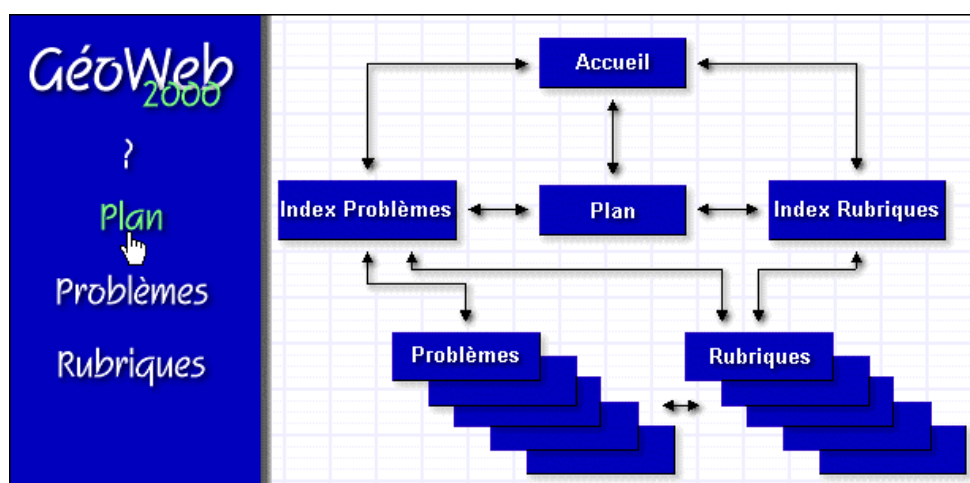 GéoWeb
2000
?
Plan
Problèmes
Rubriques
Accueil
Index Problèmes
Plan
Index Rubriques
Problèmes
Rubriques